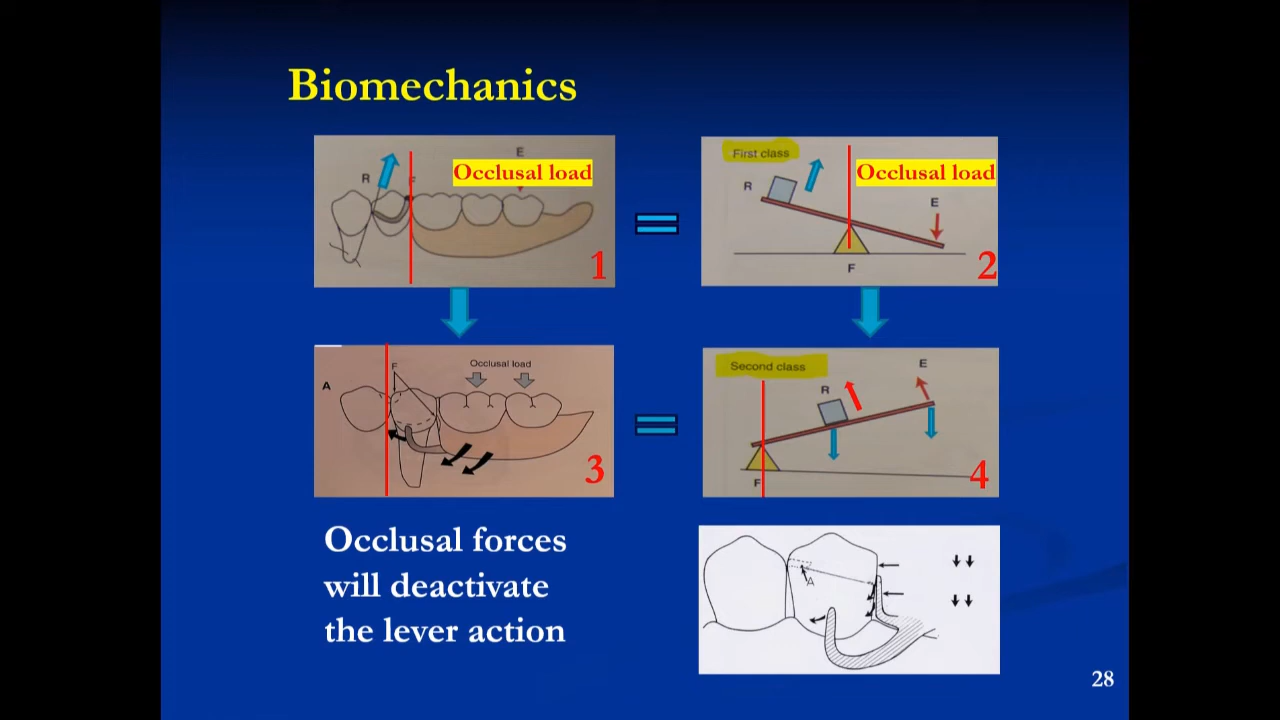 Biomechanics
E
R
F
Occlusal load
1
First class
Occlusal load
R
E
F
2
A
F
Occlusal load
3
Second class
E
R
F
4
Occlusal forces
will deactivate
the lever action
A
28